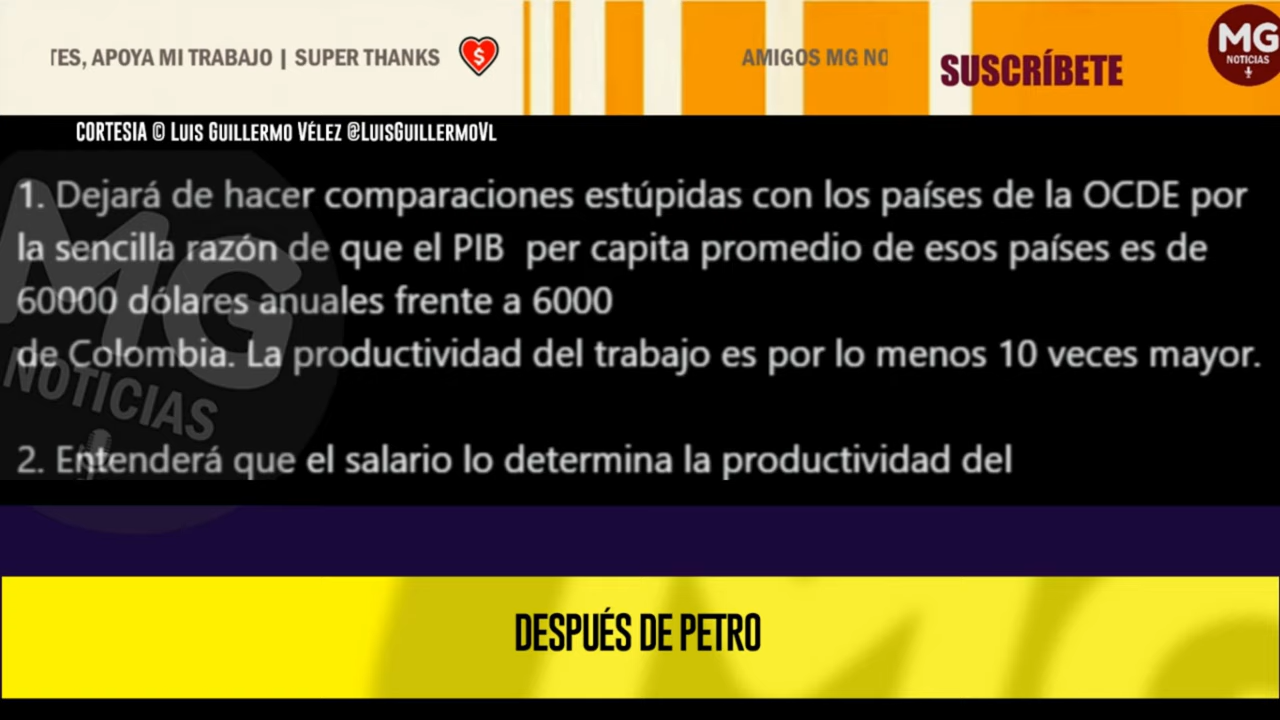 TES, APOYA MI TRABAJO | SUPER THANKS
$
AMIGOS MG NO
SUSCRÍBETE
MG
NOTICIAS
CORTESIA © LUIS GUILLERMO VÉLEZ @LUISGUILLERMOVL
1. Dejará de hacer comparaciones estúpidas con los países de la OCDE por
la sencilla razón de que el PIB per capita promedio de esos países es de
60000 dólares anuales frente a 6000
de Colombia. La productividad del trabajo es por lo menos 10 veces mayor.
2. Entenderá que el salario lo determina la productividad del
MG
NOTICIAS
DESPUÉS DE PETRO